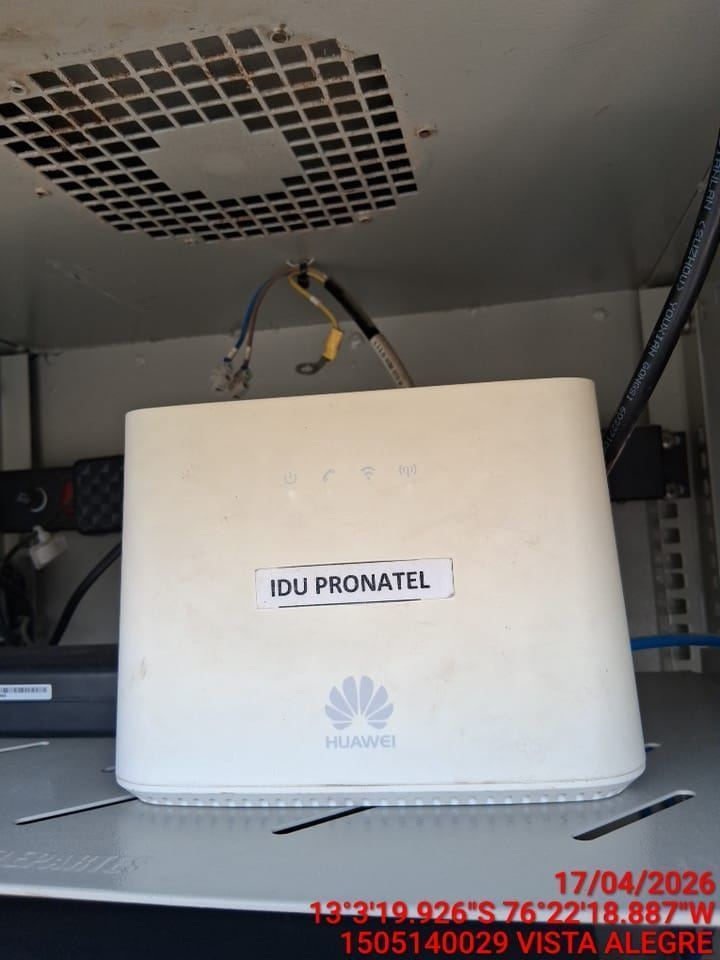 IDU PRONATEL
HUAWEI
17/04/2026
13°3'19.926"S 76°22'18.887"W
1505140029 VISTA ALEGRE